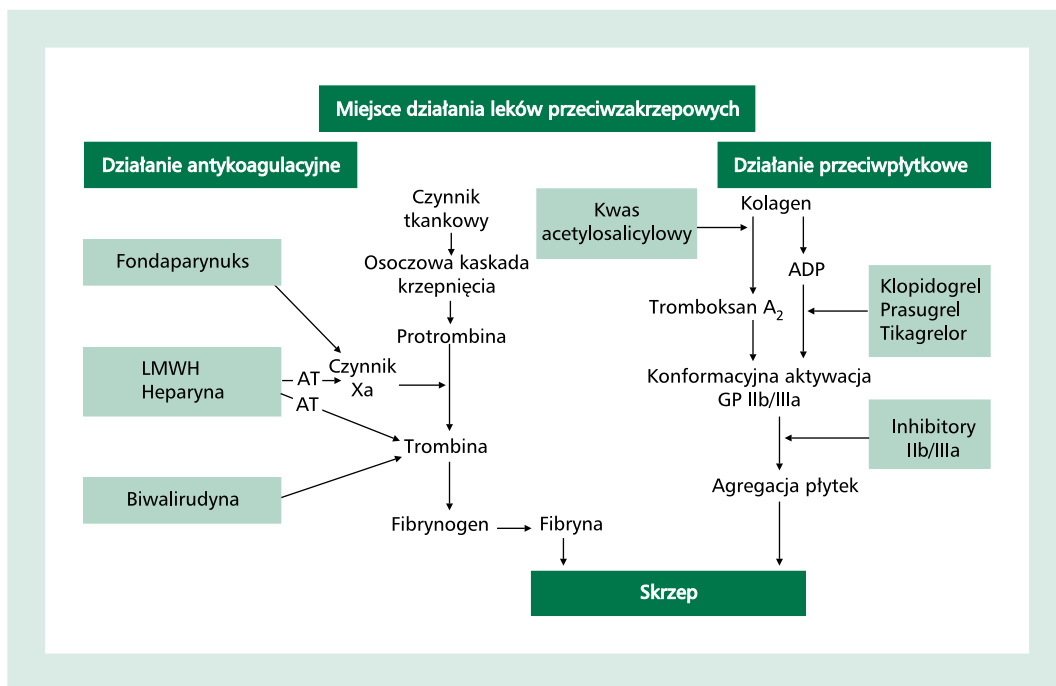 Miejsce działania leków przeciwzakrzepowych
Działanie antykoagulacyjne
Działanie przeciwpłytkowe
Czynnik
tkankowy
Kwas
acetylosalicylowy
Kolagen
Fondaparynuks
Osoczowa kaskada
krzepnięcia
ADP
Klopidogrel
Prasugrel
Tikagrelor
Tromboksan A₂
Protrombina
LMWH
Heparyna
AT
AT
Czynnik
Xa
Konformacyjna aktywacja
GP IIb/IIIa
Inhibitory
IIb/IIIa
Trombina
Biwalirudyna
Agregacja płytek
Fibrynogen
Fibryna
Skrzep